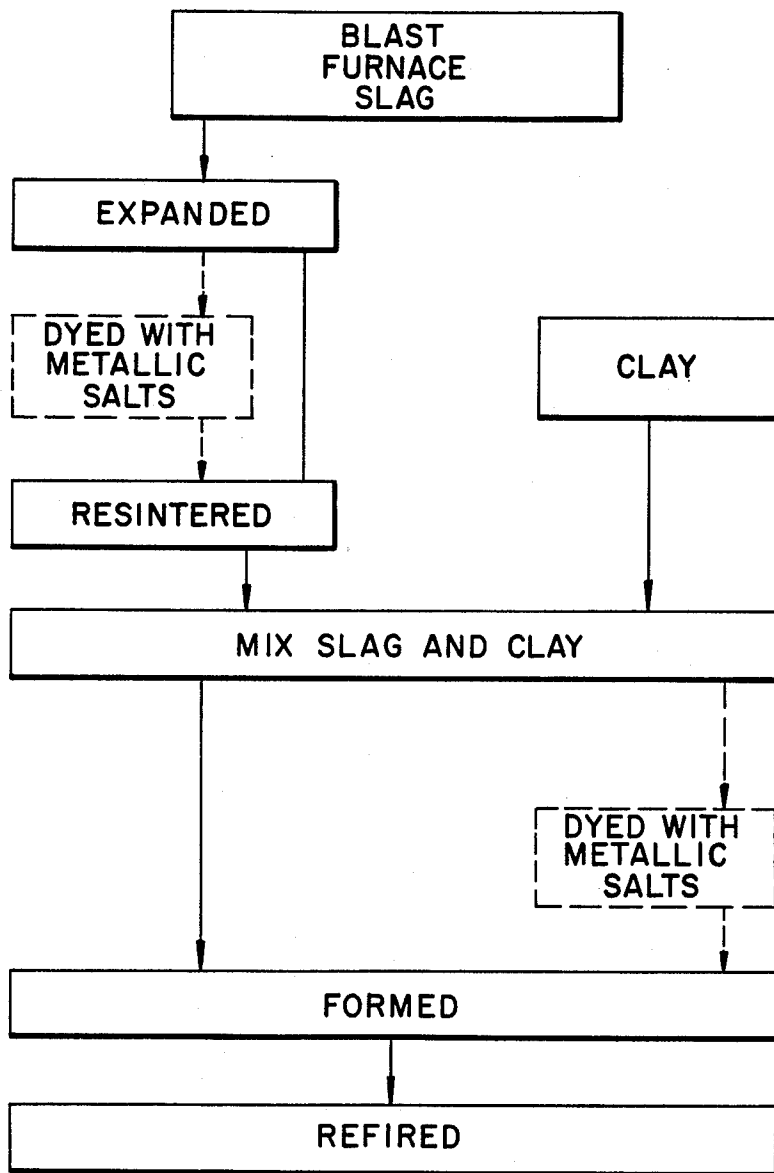 BLAST
FURNACE
SLAG
EXPANDED
DYED WITH
METALLIC
SALTS
CLAY
RESINTERED
MIX SLAG AND CLAY
DYED WITH
METALLIC
SALTS
FORMED
REFIRED